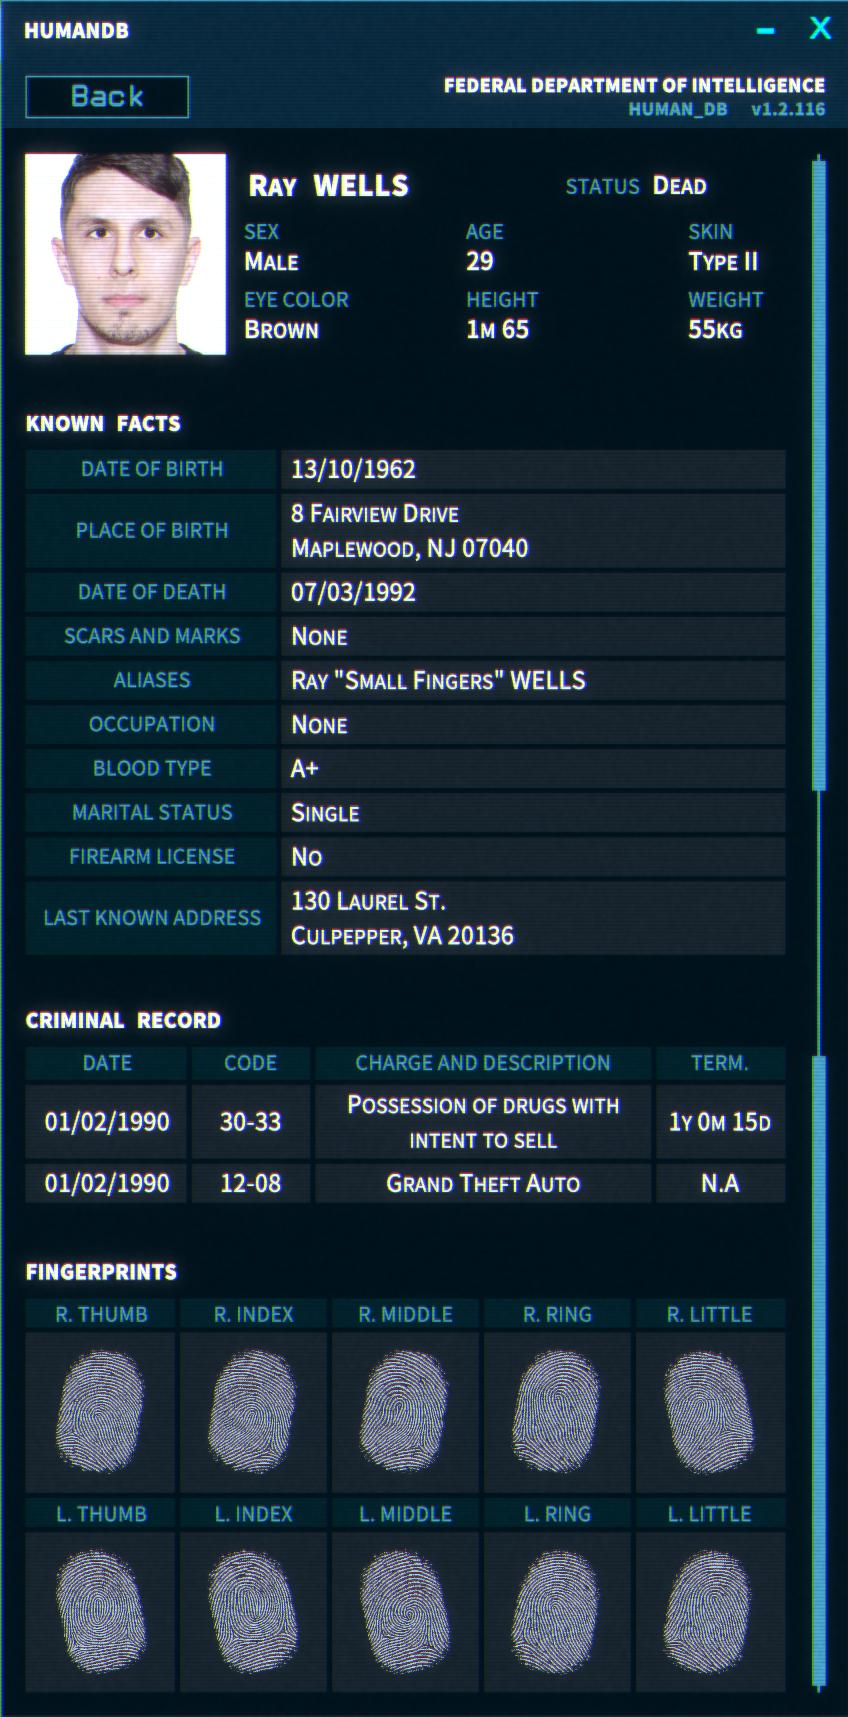 HUMANDB
Back
FEDERAL DEPARTMENT OF INTELLIGENCE
HUMAN_DB v1.2.116
RAY WELLS
STATUS DEAD
SEX AGE SKIN
MALE 29 TYPE II
EYE COLOR HEIGHT WEIGHT
BROWN 1M 65 55KG
KNOWN FACTS
DATE OF BIRTH 13/10/1962
PLACE OF BIRTH 8 FAIRVIEW DRIVE
MAPLEWOOD, NJ 07040
DATE OF DEATH 07/03/1992
SCARS AND MARKS NONE
ALIASES RAY "SMALL FINGERS" WELLS
OCCUPATION NONE
BLOOD TYPE A+
MARITAL STATUS SINGLE
FIREARM LICENSE NO
LAST KNOWN ADDRESS 130 LAUREL ST.
CULPEPPER, VA 20136
CRIMINAL RECORD
DATE CODE CHARGE AND DESCRIPTION TERM.
01/02/1990 30-33 POSSESSION OF DRUGS WITH
INTENT TO SELL 1Y 0M 15D
01/02/1990 12-08 GRAND THEFT AUTO N.A
FINGERPRINTS
R. THUMB R. INDEX R. MIDDLE R. RING R. LITTLE
L. THUMB L. INDEX L. MIDDLE L. RING L. LITTLE